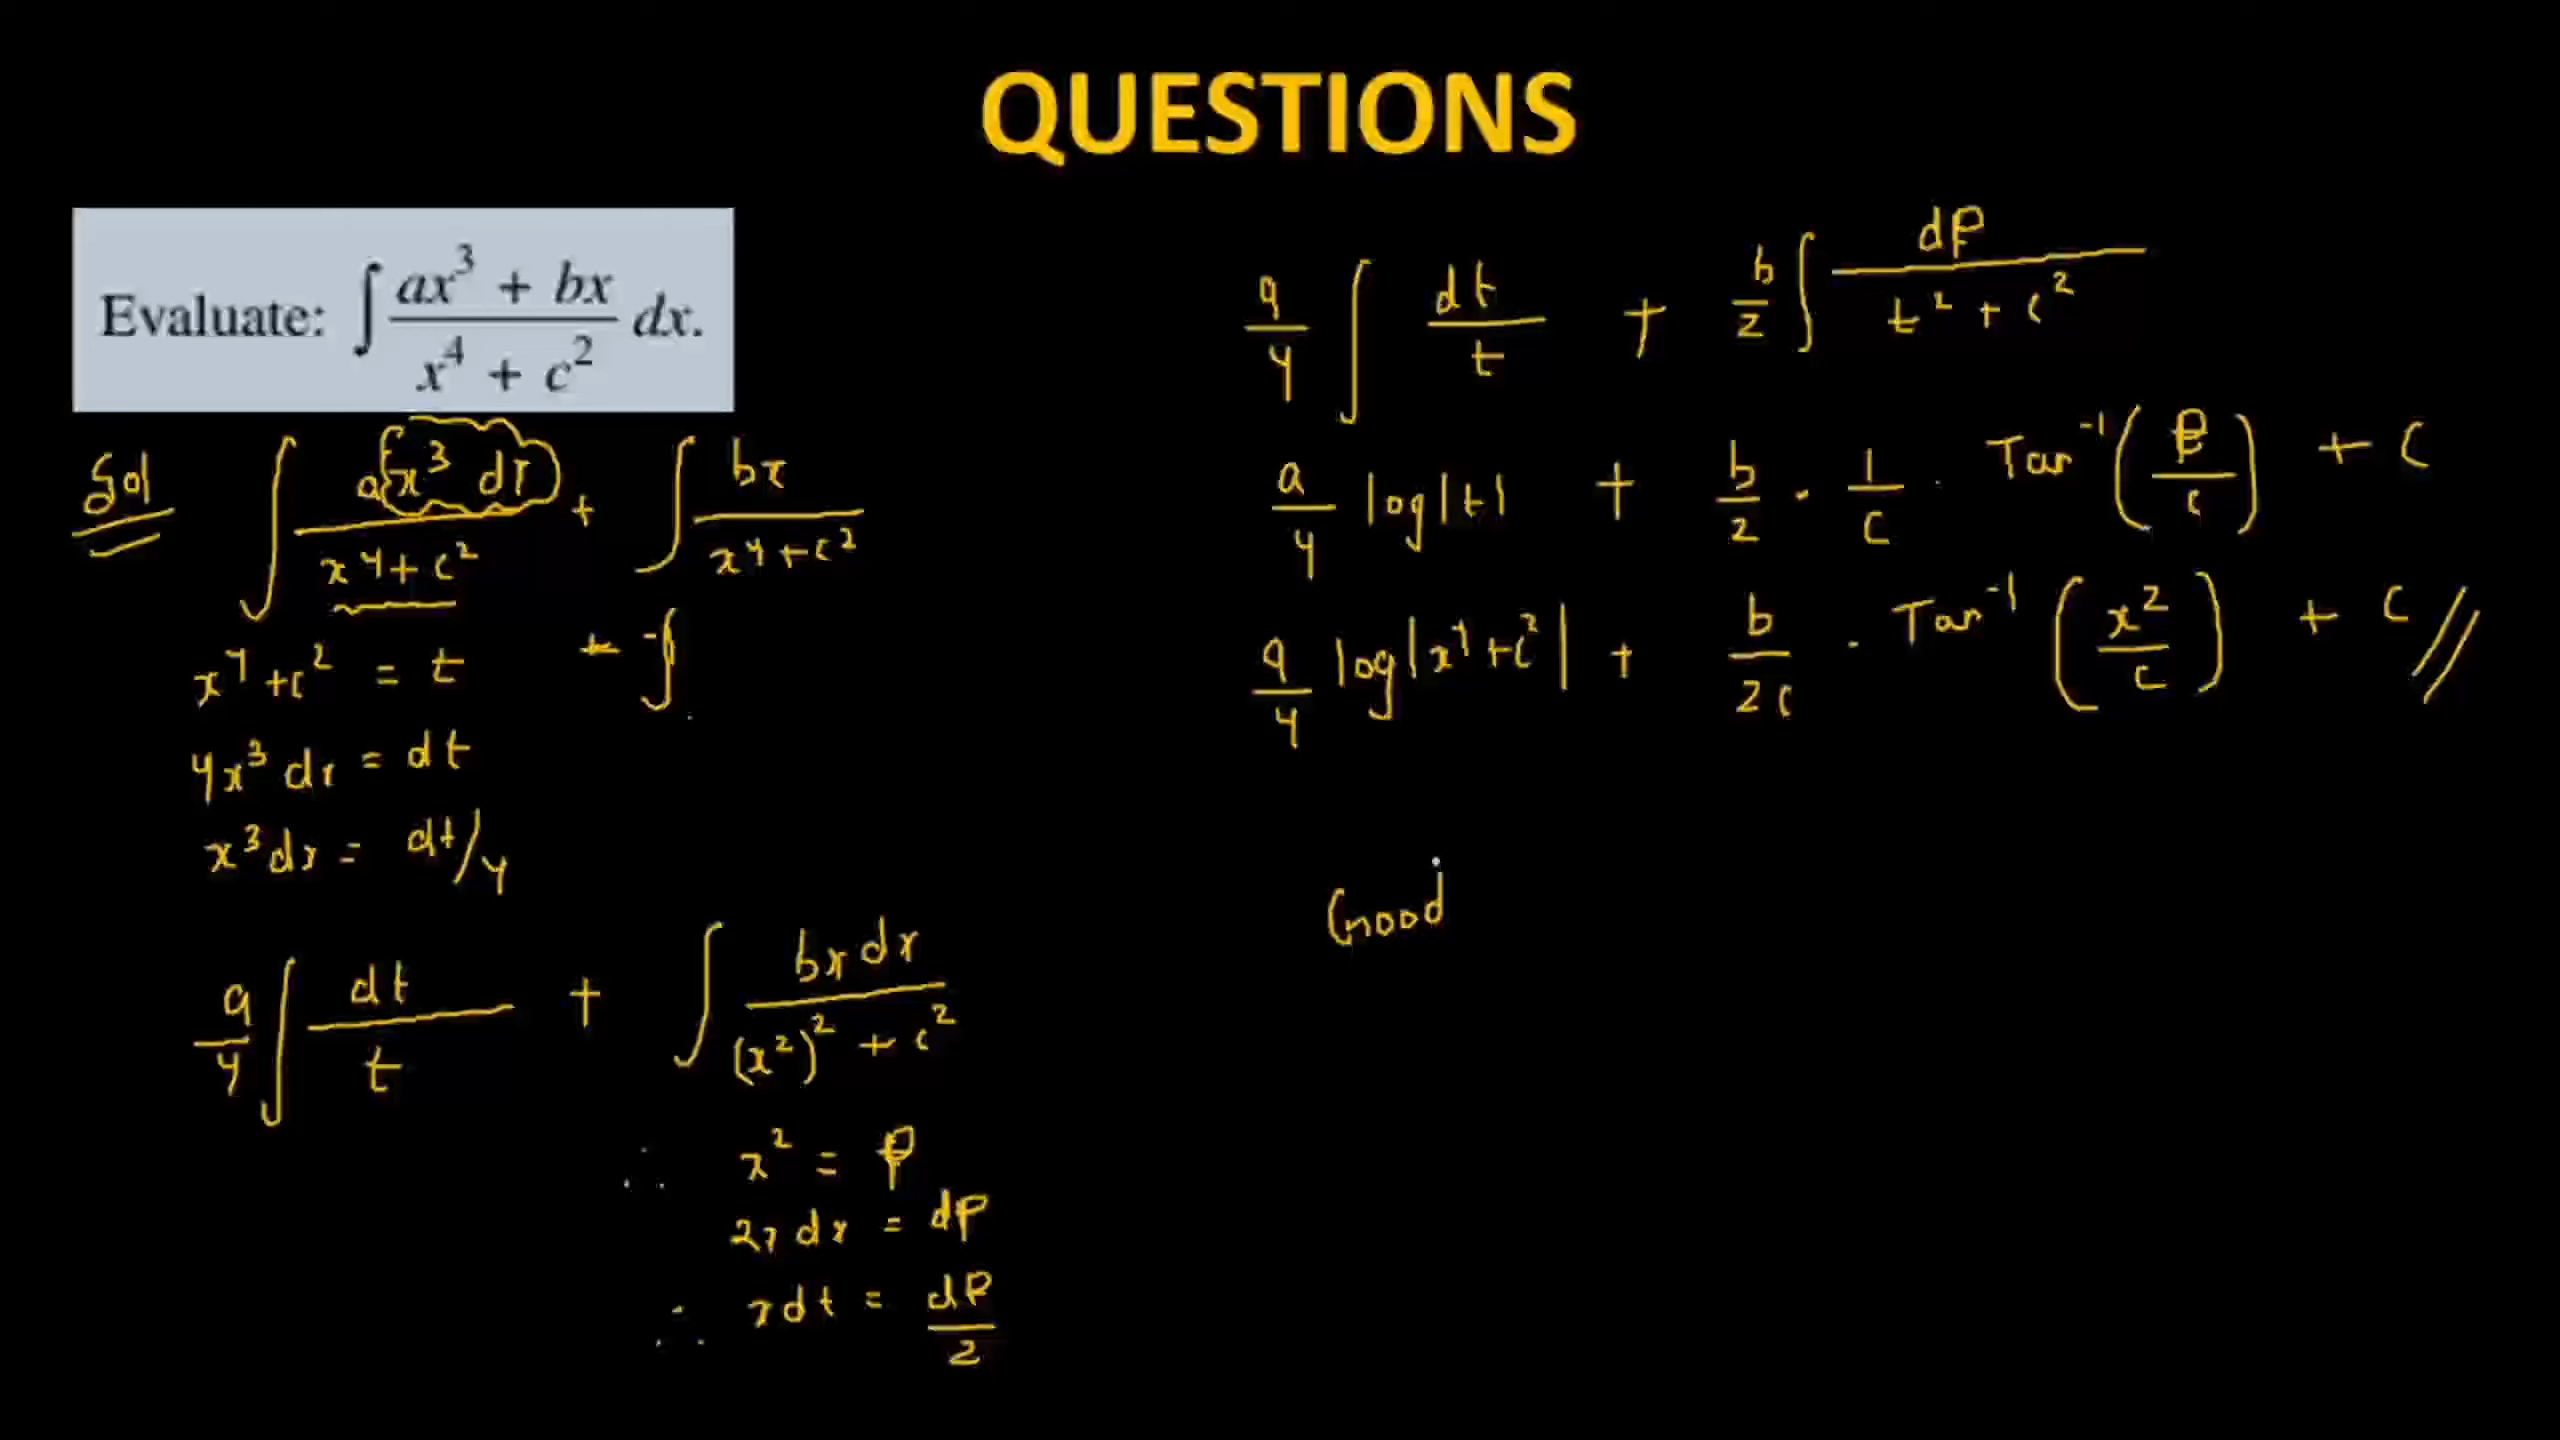 QUESTIONS
Evaluate: ∫ (ax³ + bx)/(x⁴ + c²) dx.
Sol ∫ (ax³ dx)/(x⁴ + c²) + ∫ bx/(x⁴ + c²)
x⁴ + c² = t + ∫
4x³ dx = dt
x³ dx = dt/4
a/4 ∫ dt/t + ∫ (bx dx)/((x²)² + c²)
∴ x² = P
2x dx = dP
∴ x dt = dP/2
a/4 ∫ dt/t + b/2 ∫ dP/(t² + c²)
a/4 log|t| + b/2 · 1/c · Tan⁻¹(P/c) + C
a/4 log|x⁴ + c²| + b/2c · Tan⁻¹(x²/c) + C //
Good